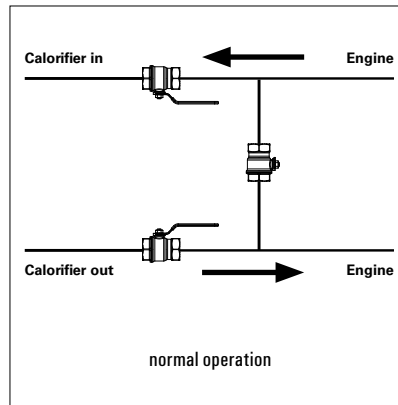 Calorifier in Engine
Calorifier out Engine
normal operation